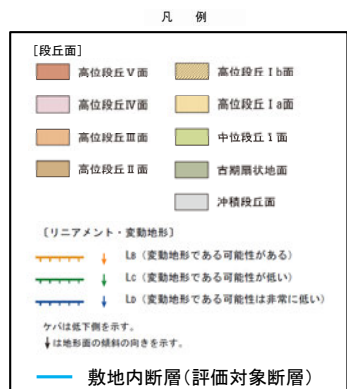 凡 例
[段丘面]
高位段丘Ⅴ面
高位段丘Ⅰb面
高位段丘Ⅳ面
高位段丘Ⅰa面
高位段丘Ⅲ面
中位段丘1面
高位段丘Ⅱ面
古期扇状地面
沖積段丘面
〔リニアメント・変動地形〕
LB (変動地形である可能性がある)
LC (変動地形である可能性が低い)
LD (変動地形である可能性は非常に低い)
ケバは低下側を示す。
↓は地形面の傾斜の向きを示す。
敷地内断層(評価対象断層)